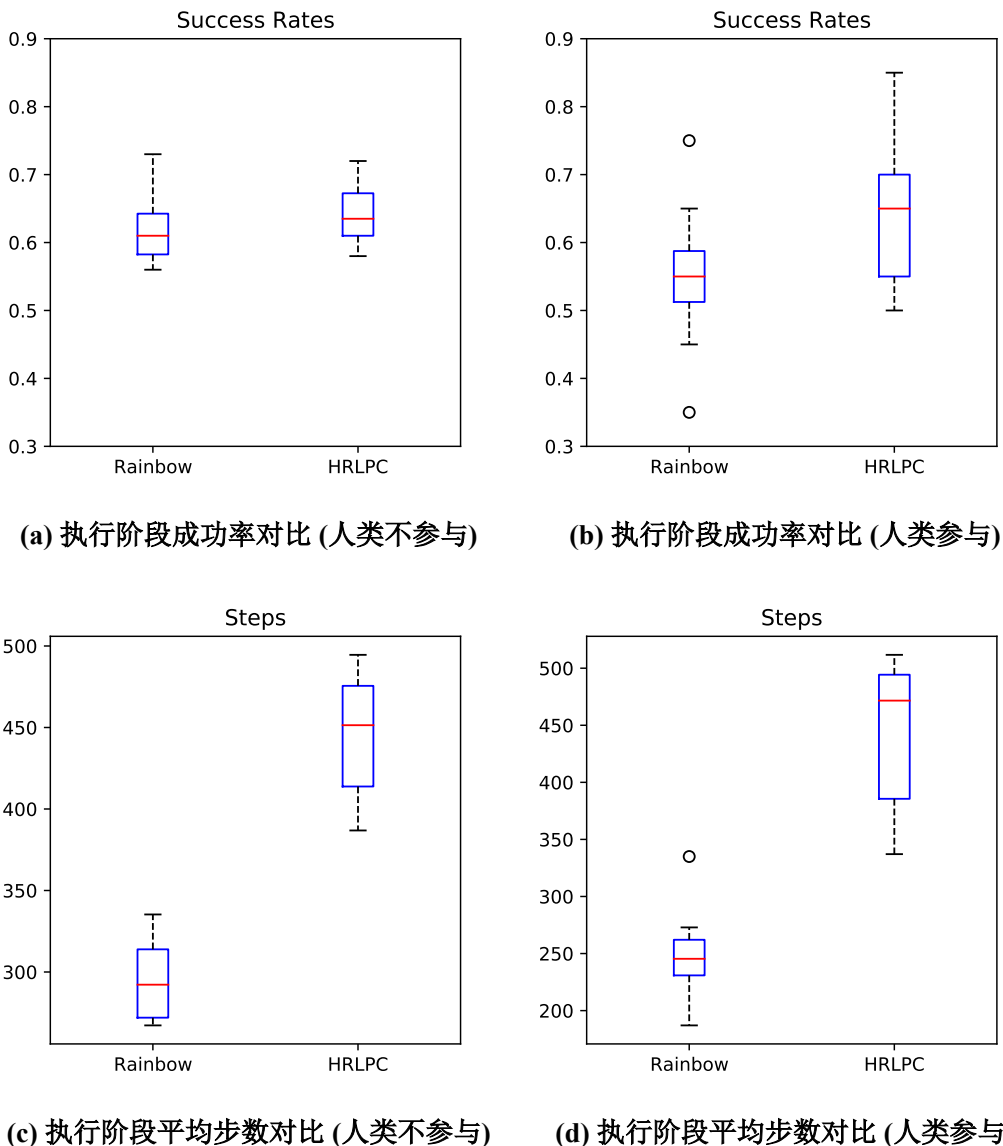 Success Rates
0.9
0.8
0.7
0.6
0.5
0.4
0.3
Rainbow HRLPC
(a) 执行阶段成功率对比 (人类不参与)
Success Rates
0.9
0.8
0.7
0.6
0.5
0.4
0.3
Rainbow HRLPC
(b) 执行阶段成功率对比 (人类参与)
Steps
500
450
400
350
300
Rainbow HRLPC
(c) 执行阶段平均步数对比 (人类不参与)
Steps
500
450
400
350
300
250
200
Rainbow HRLPC
(d) 执行阶段平均步数对比 (人类参与